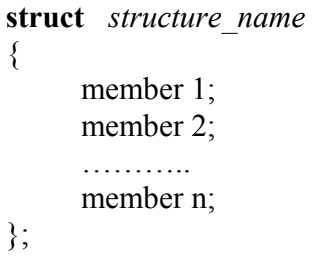 struct structure_name
{
member 1;
member 2;
………..
member n;
};